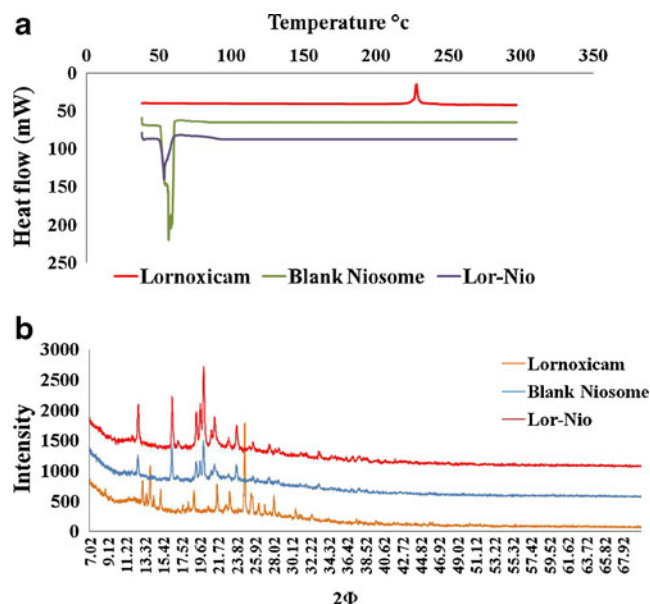 a
Temperature °c
0 50 100 150 200 250 300 350
0
50
100
150
200
250
Heat flow (mW)
Lornoxicam Blank Niosome Lor-Nio
b
3000
2500
2000
1500
1000
500
0
Intensity
Lornoxicam
Blank Niosome
Lor-Nio
7.02 9.12 11.22 13.32 15.42 17.52 19.62 21.72 23.82 25.92 28.02 30.12 32.22 34.32 36.42 38.52 40.62 42.72 44.82 46.92 49.02 51.12 53.22 55.32 57.42 59.52 61.62 63.72 65.82 67.92
2Φ